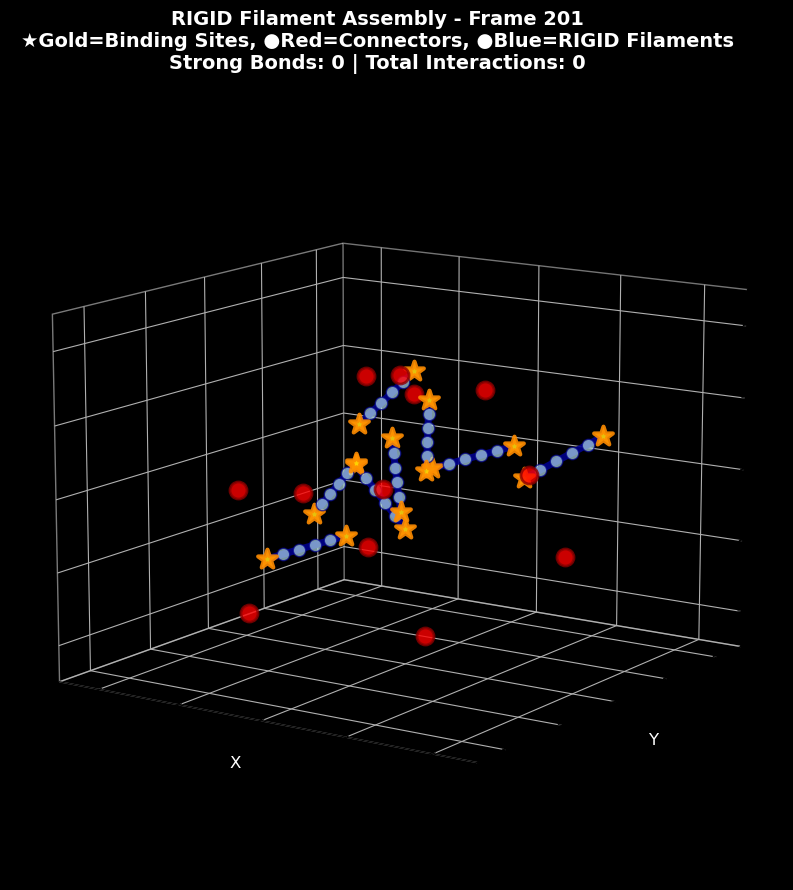 RIGID Filament Assembly - Frame 201
★Gold=Binding Sites, ●Red=Connectors, ●Blue=RIGID Filaments
Strong Bonds: 0 | Total Interactions: 0
Y
X